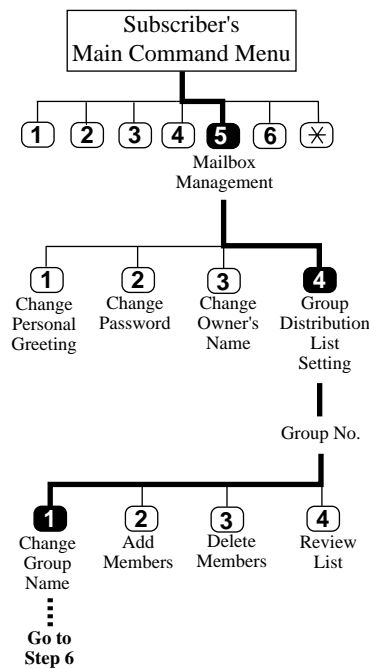 Subscriber's
Main Command Menu
1 2 3 4 5 6 ✳
Mailbox
Management
1 2 3 4
Change Personal Greeting
Change Password
Change Owner's Name
Group Distribution List Setting
Group No.
1 2 3 4
Change Group Name
Add Members
Delete Members
Review List
Go to
Step 6